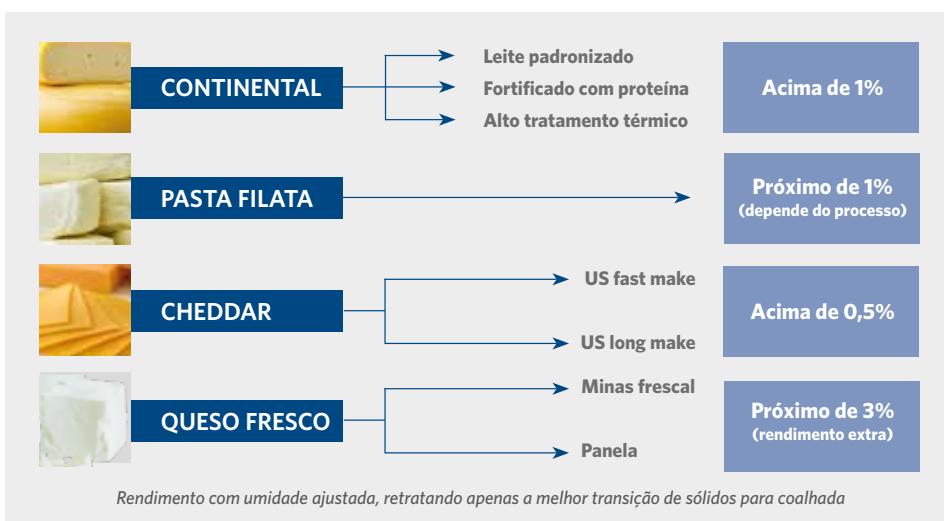 CONTINENTAL
Leite padronizado
Fortificado com proteína
Alto tratamento térmico
Acima de 1%
PASTA FILATA
Próximo de 1%
(depende do processo)
CHEDDAR
US fast make
US long make
Acima de 0,5%
QUESO FRESCO
Minas frescal
Panela
Próximo de 3%
(rendimento extra)
Rendimento com umidade ajustada, retratando apenas a melhor transição de sólidos para coalhada